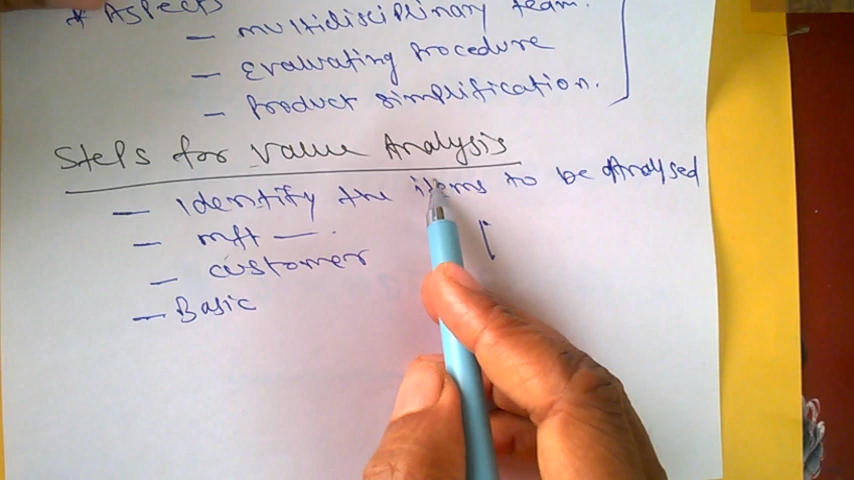 * Aspects
— multidisciplinary team.
— Evaluating Procedure
— Product simplification.
Steps for Value Analysis
— Identify the items to be Analysed
— mft —
— customer
— Basic